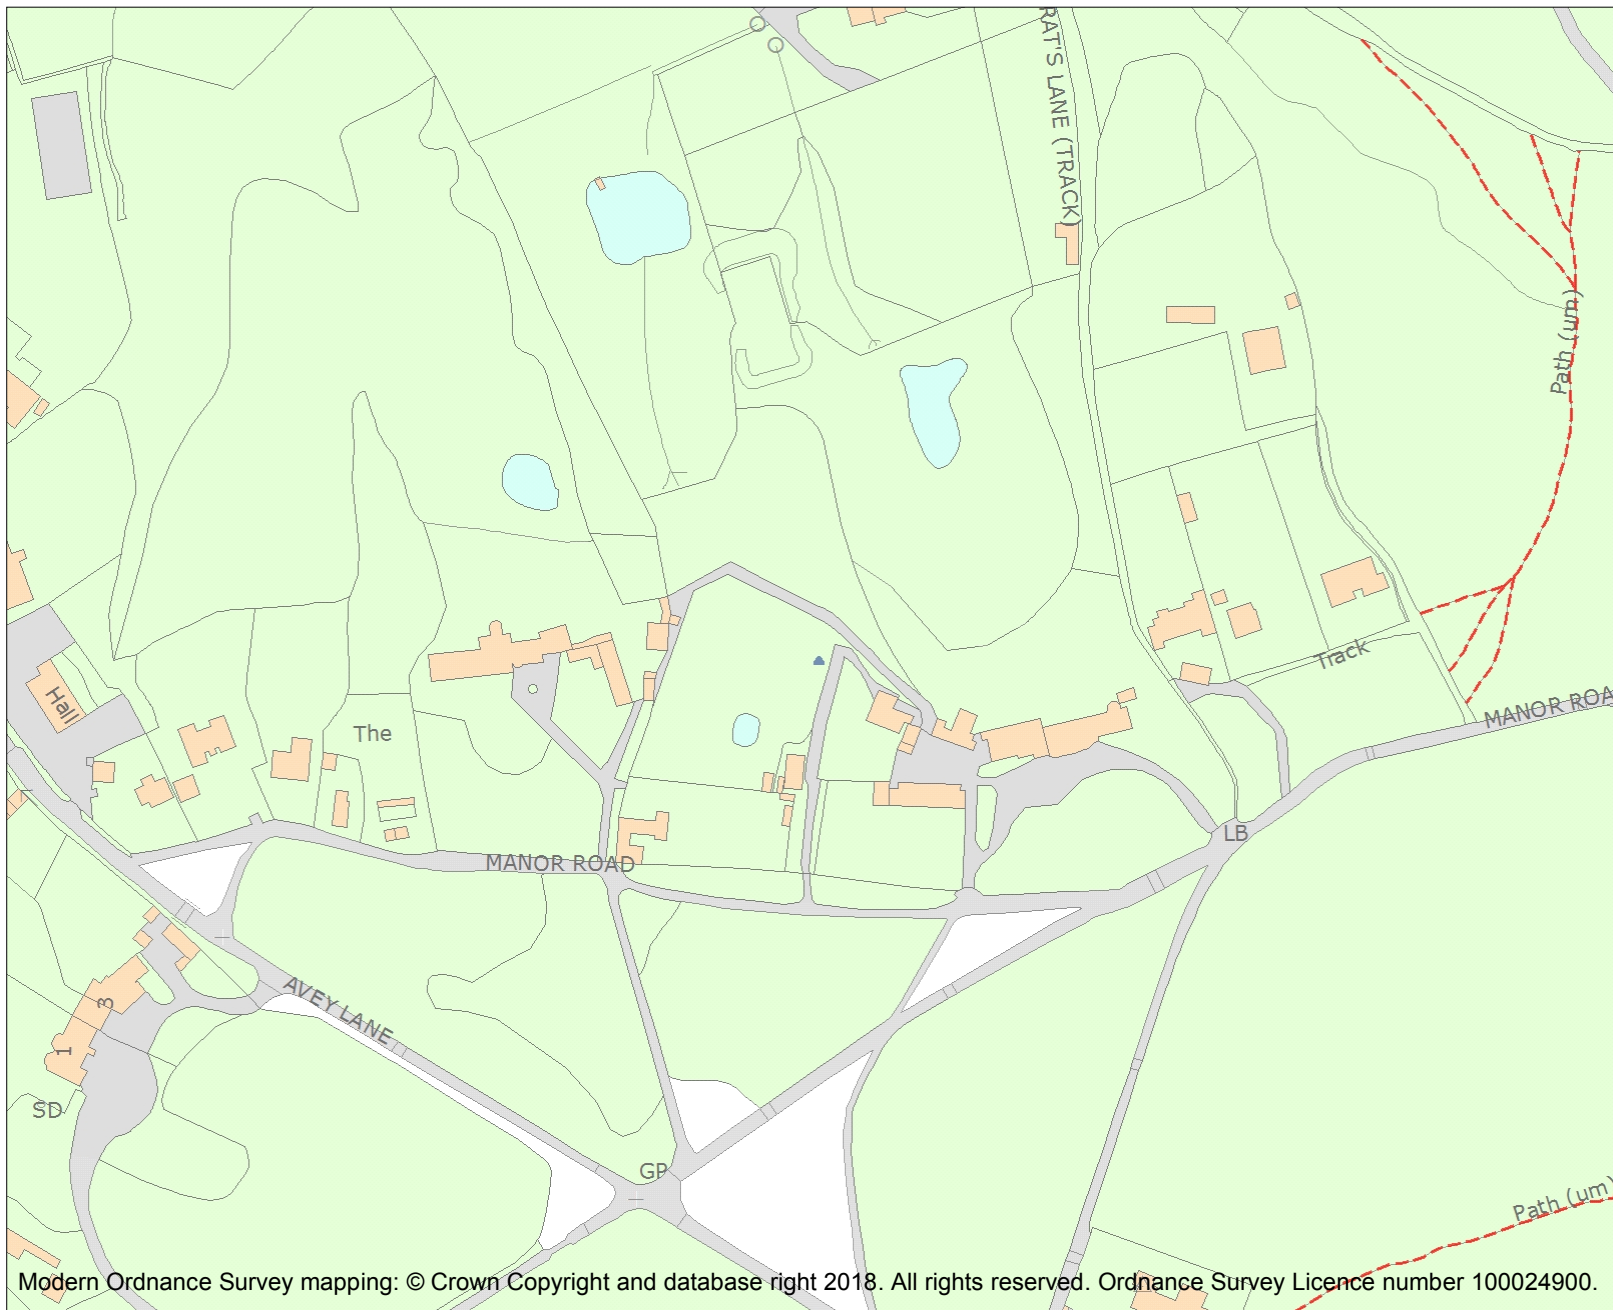 RAT'S LANE (TRACK)
Path (um)
Hall
The
Track
MANOR ROA
MANOR ROAD
LB
AVEY LANE
3
1
SD
GP
Path (um)
Modern Ordnance Survey mapping: © Crown Copyright and database right 2018. All rights reserved. Ordnance Survey Licence number 100024900.